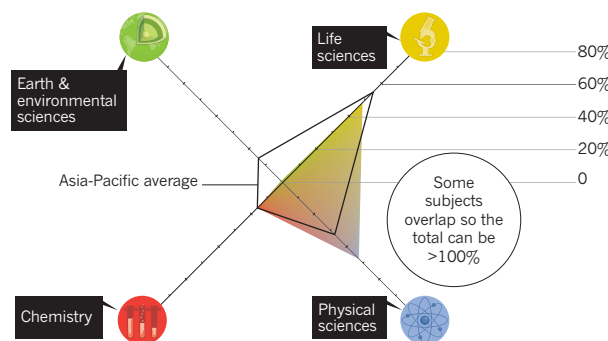 Life
sciences
80%
Earth &
environmental
sciences
60%
40%
20%
Asia-Pacific average
0
Some
subjects
overlap so the
total can be
>100%
Chemistry
Physical
sciences